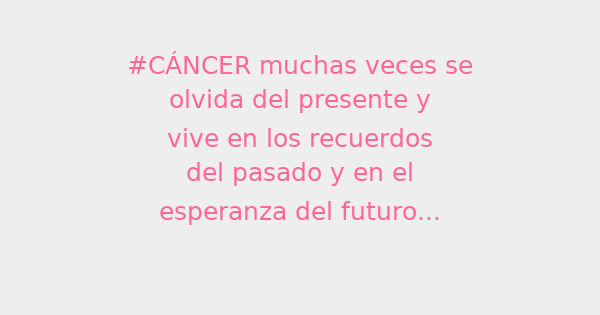 #CÁNCER muchas veces se
olvida del presente y
vive en los recuerdos
del pasado y en el
esperanza del futuro...